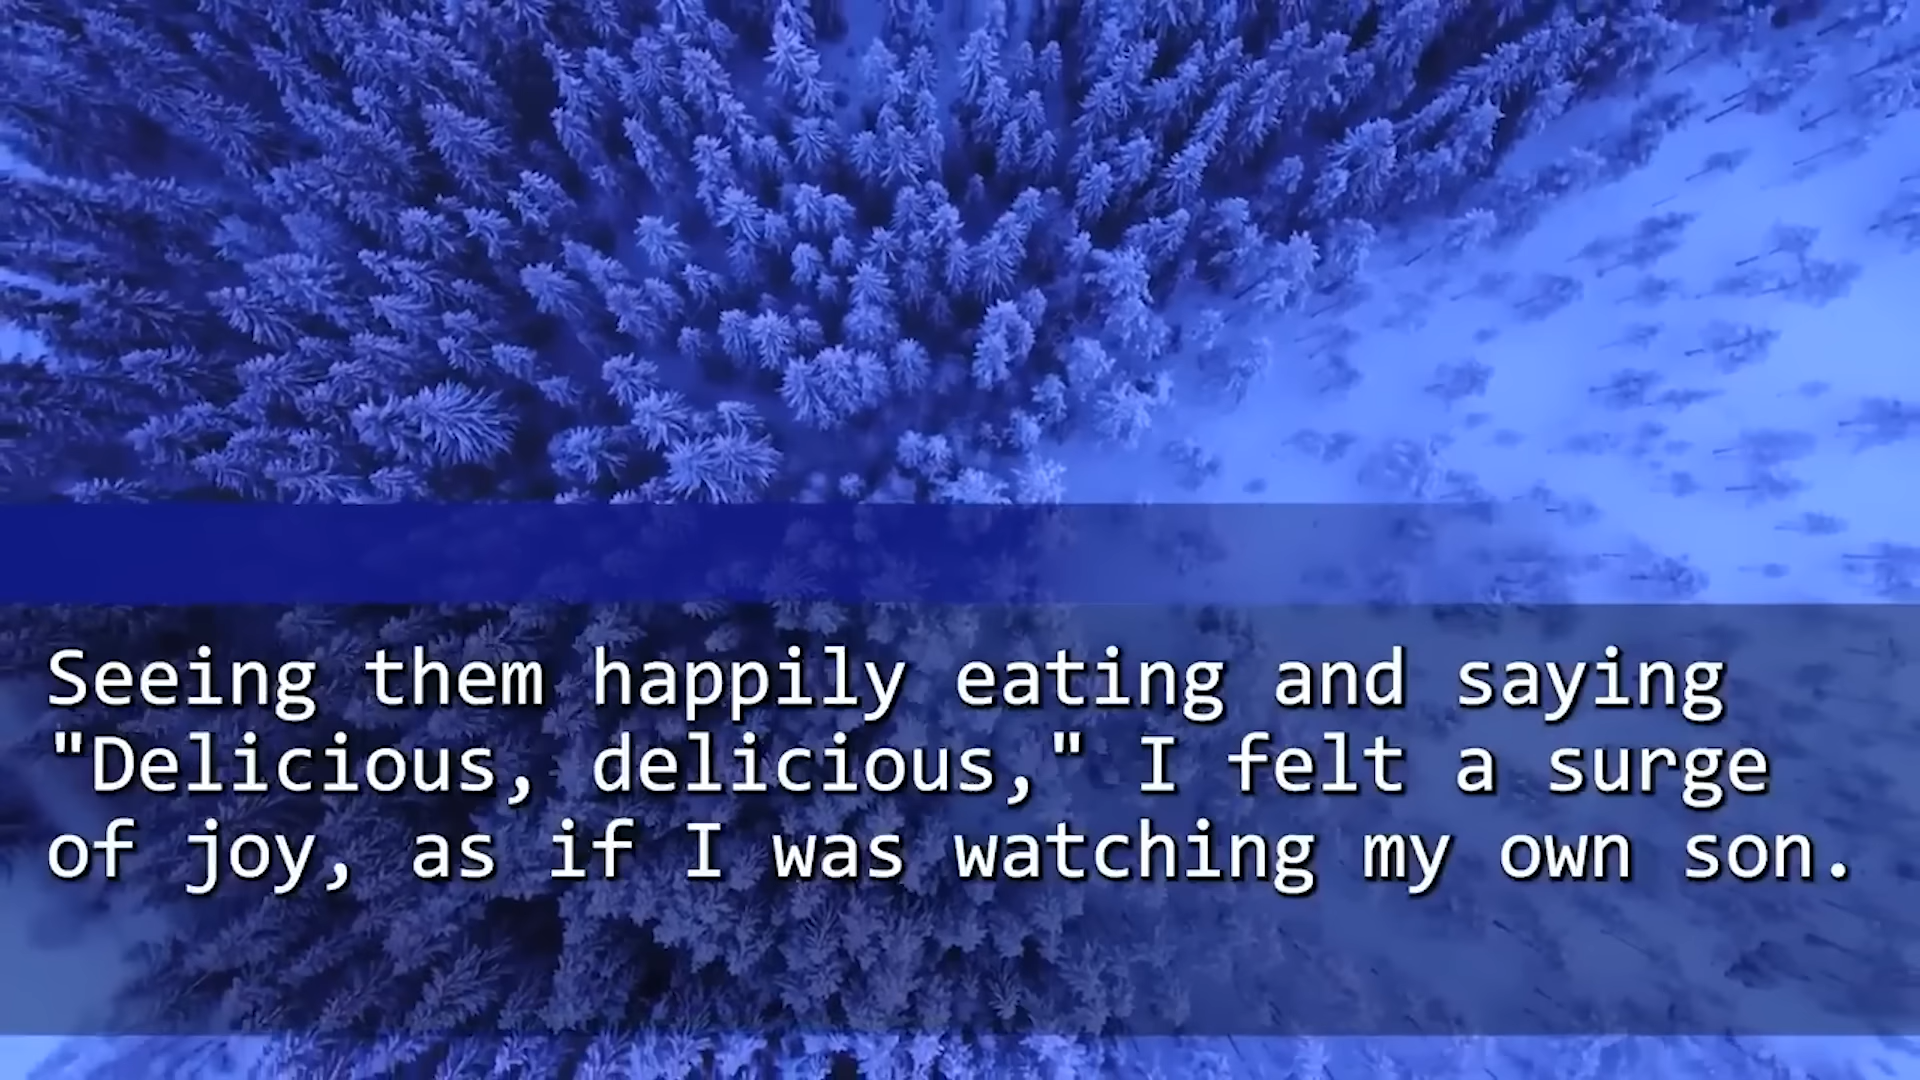 Seeing them happily eating and saying
"Delicious, delicious," I felt a surge
of joy, as if I was watching my own son.